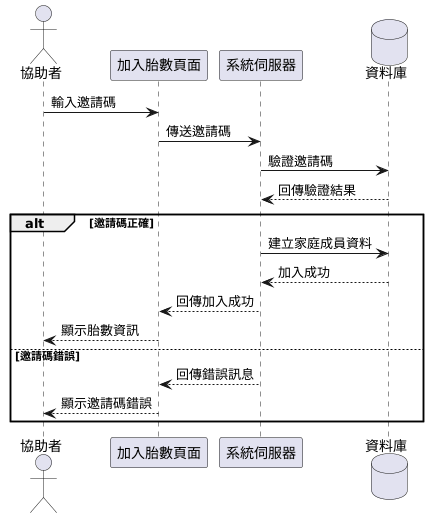 協助者
加入胎數頁面
系統伺服器
資料庫
輸入邀請碼
傳送邀請碼
驗證邀請碼
回傳驗證結果
alt [邀請碼正確]
建立家庭成員資料
加入成功
回傳加入成功
顯示胎數資訊
[邀請碼錯誤]
回傳錯誤訊息
顯示邀請碼錯誤
協助者
加入胎數頁面
系統伺服器
資料庫